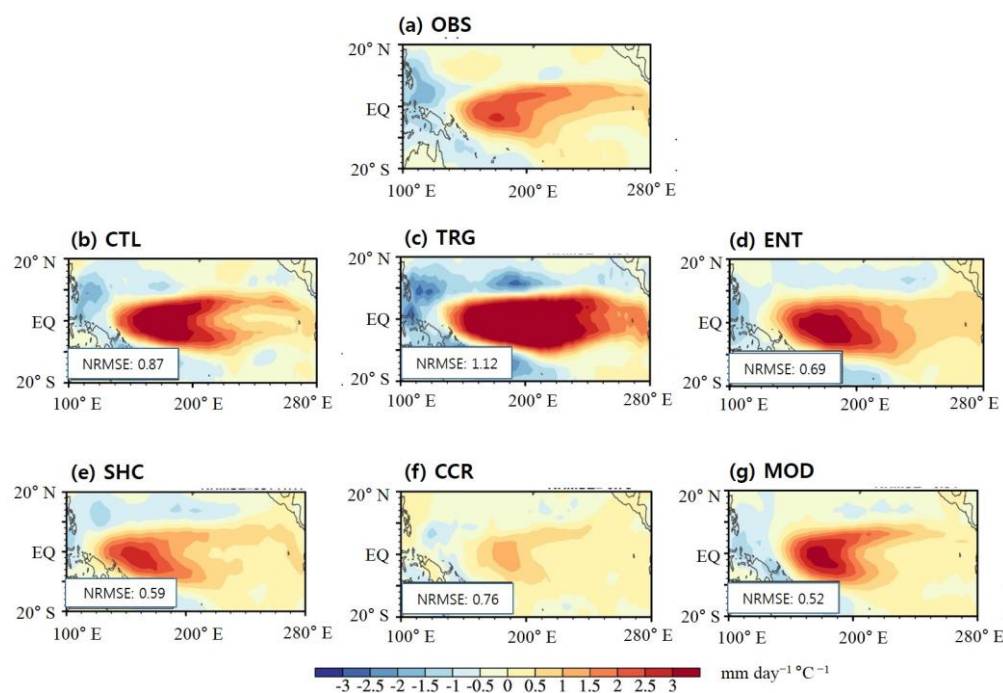 (a) OBS
20° N
EQ
20° S
100° E 200° E 280° E
(b) CTL (c) TRG (d) ENT
20° N 20° N 20° N
EQ EQ EQ
NRMSE: 0.87 NRMSE: 1.12 NRMSE: 0.69
20° S 20° S 20° S
100° E 200° E 280° E 100° E 200° E 280° E 100° E 200° E 280° E
(e) SHC (f) CCR (g) MOD
20° N 20° N 20° N
EQ EQ EQ
NRMSE: 0.59 NRMSE: 0.76 NRMSE: 0.52
20° S 20° S 20° S
100° E 200° E 280° E 100° E 200° E 280° E 100° E 200° E 280° E
-3 -2.5 -2 -1.5 -1 -0.5 0 0.5 1 1.5 2 2.5 3 mm day⁻¹ °C⁻¹